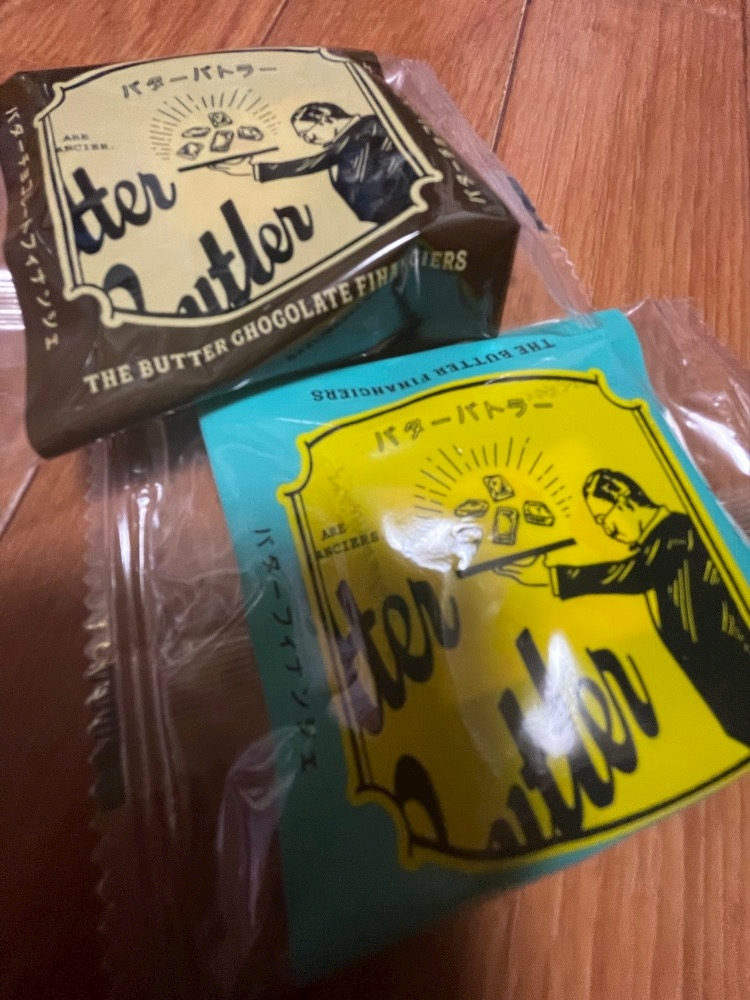 バターバトラー
ARE
ANCIER.
tter
Butler
バターチョコレートフィナンシェ
THE BUTTER CHOCOLATE FINANCIERS
THE BUTTER FINANCIERS
バターバトラー
ARE
ANCIERS
tter
Butler
バターフィナンシェ